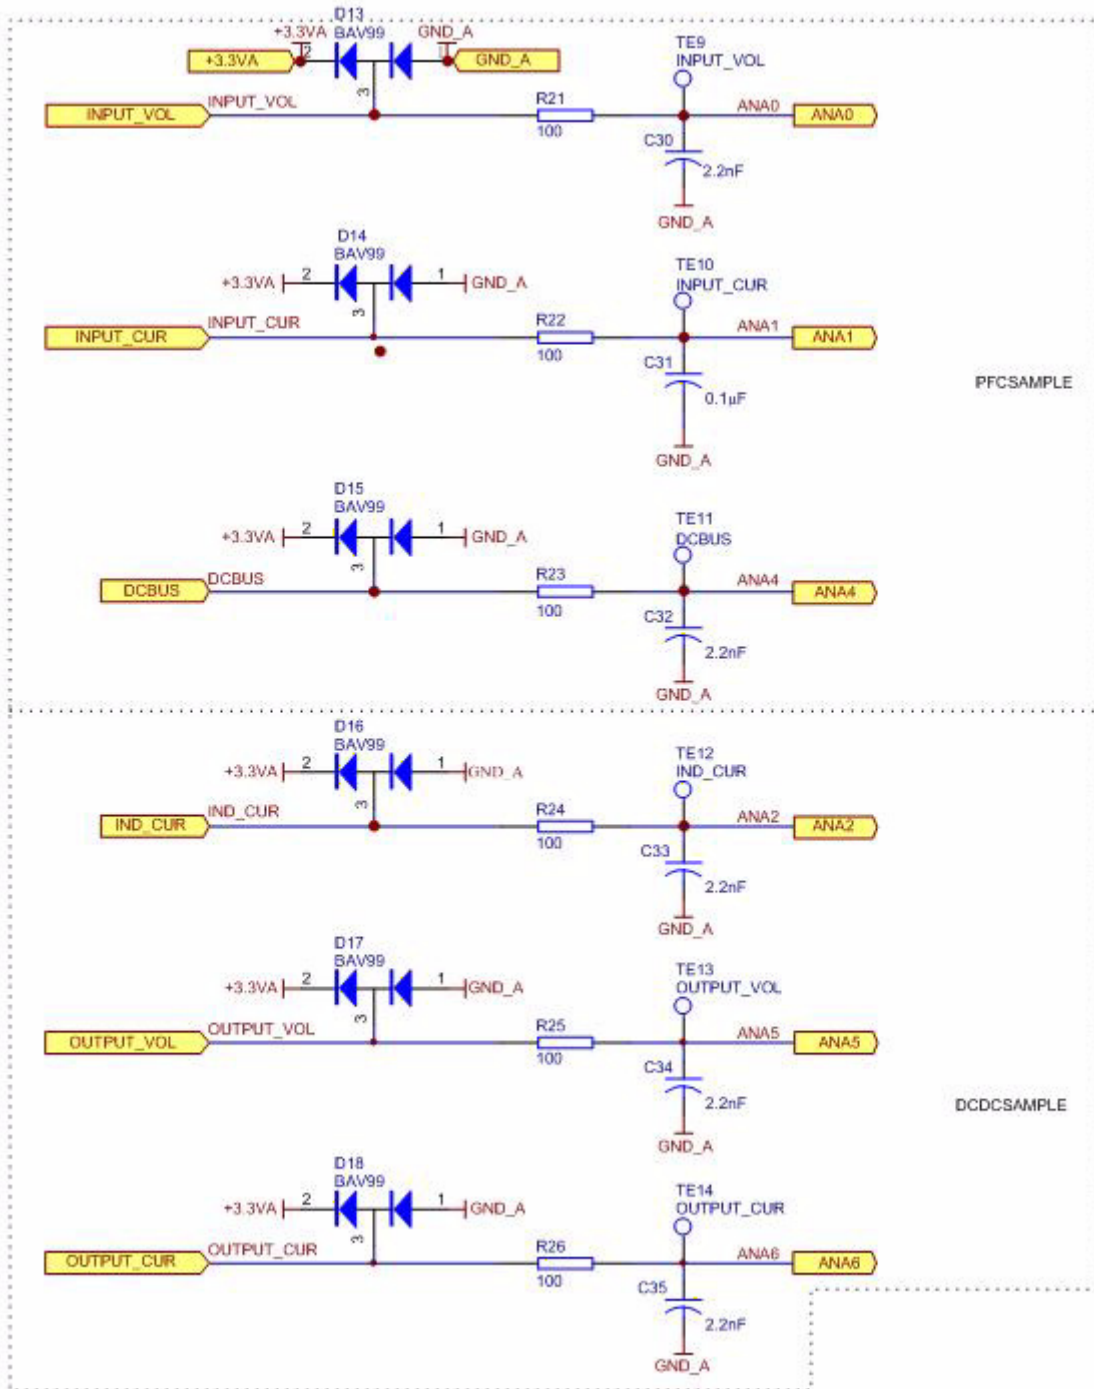 D13
+3.3VA BAV99 GND_A
TE9
INPUT_VOL
+3.3VA 2 1 GND_A
3
INPUT_VOL INPUT_VOL R21 ANA0 ANA0
100
C30
2.2nF
GND_A
D14
BAV99
TE10
INPUT_CUR
+3.3VA 2 1 GND_A
3
INPUT_CUR INPUT_CUR R22 ANA1 ANA1
100
C31
PFCSAMPLE
0.1µF
GND_A
D15
BAV99
TE11
DCBUS
+3.3VA 2 1 GND_A
3
DCBUS DCBUS R23 ANA4 ANA4
100
C32
2.2nF
GND_A
D16
BAV99
TE12
IND_CUR
+3.3VA 2 1 GND_A
3
IND_CUR IND_CUR R24 ANA2 ANA2
100
C33
2.2nF
GND_A
D17
BAV99
TE13
OUTPUT_VOL
+3.3VA 2 1 GND_A
3
OUTPUT_VOL OUTPUT_VOL R25 ANA5 ANA5
100
C34
2.2nF
DCDCSAMPLE
GND_A
D18
BAV99
TE14
OUTPUT_CUR
+3.3VA 2 1 GND_A
3
OUTPUT_CUR OUTPUT_CUR R26 ANA6 ANA6
100
C35
2.2nF
GND_A